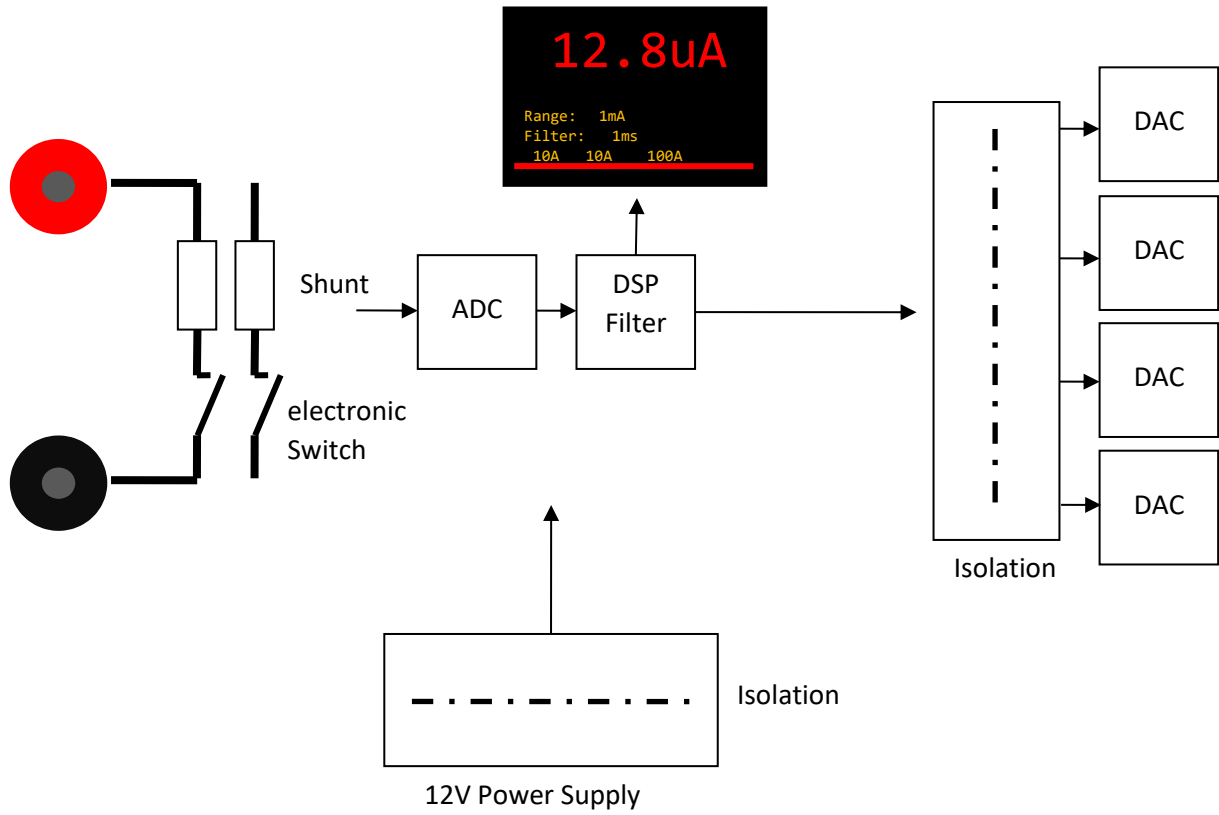 12.8uA
Range: 1mA
Filter: 1ms
10A 10A 100A
DAC
Shunt
ADC
DSP
Filter
DAC
electronic
Switch
DAC
DAC
Isolation
Isolation
12V Power Supply